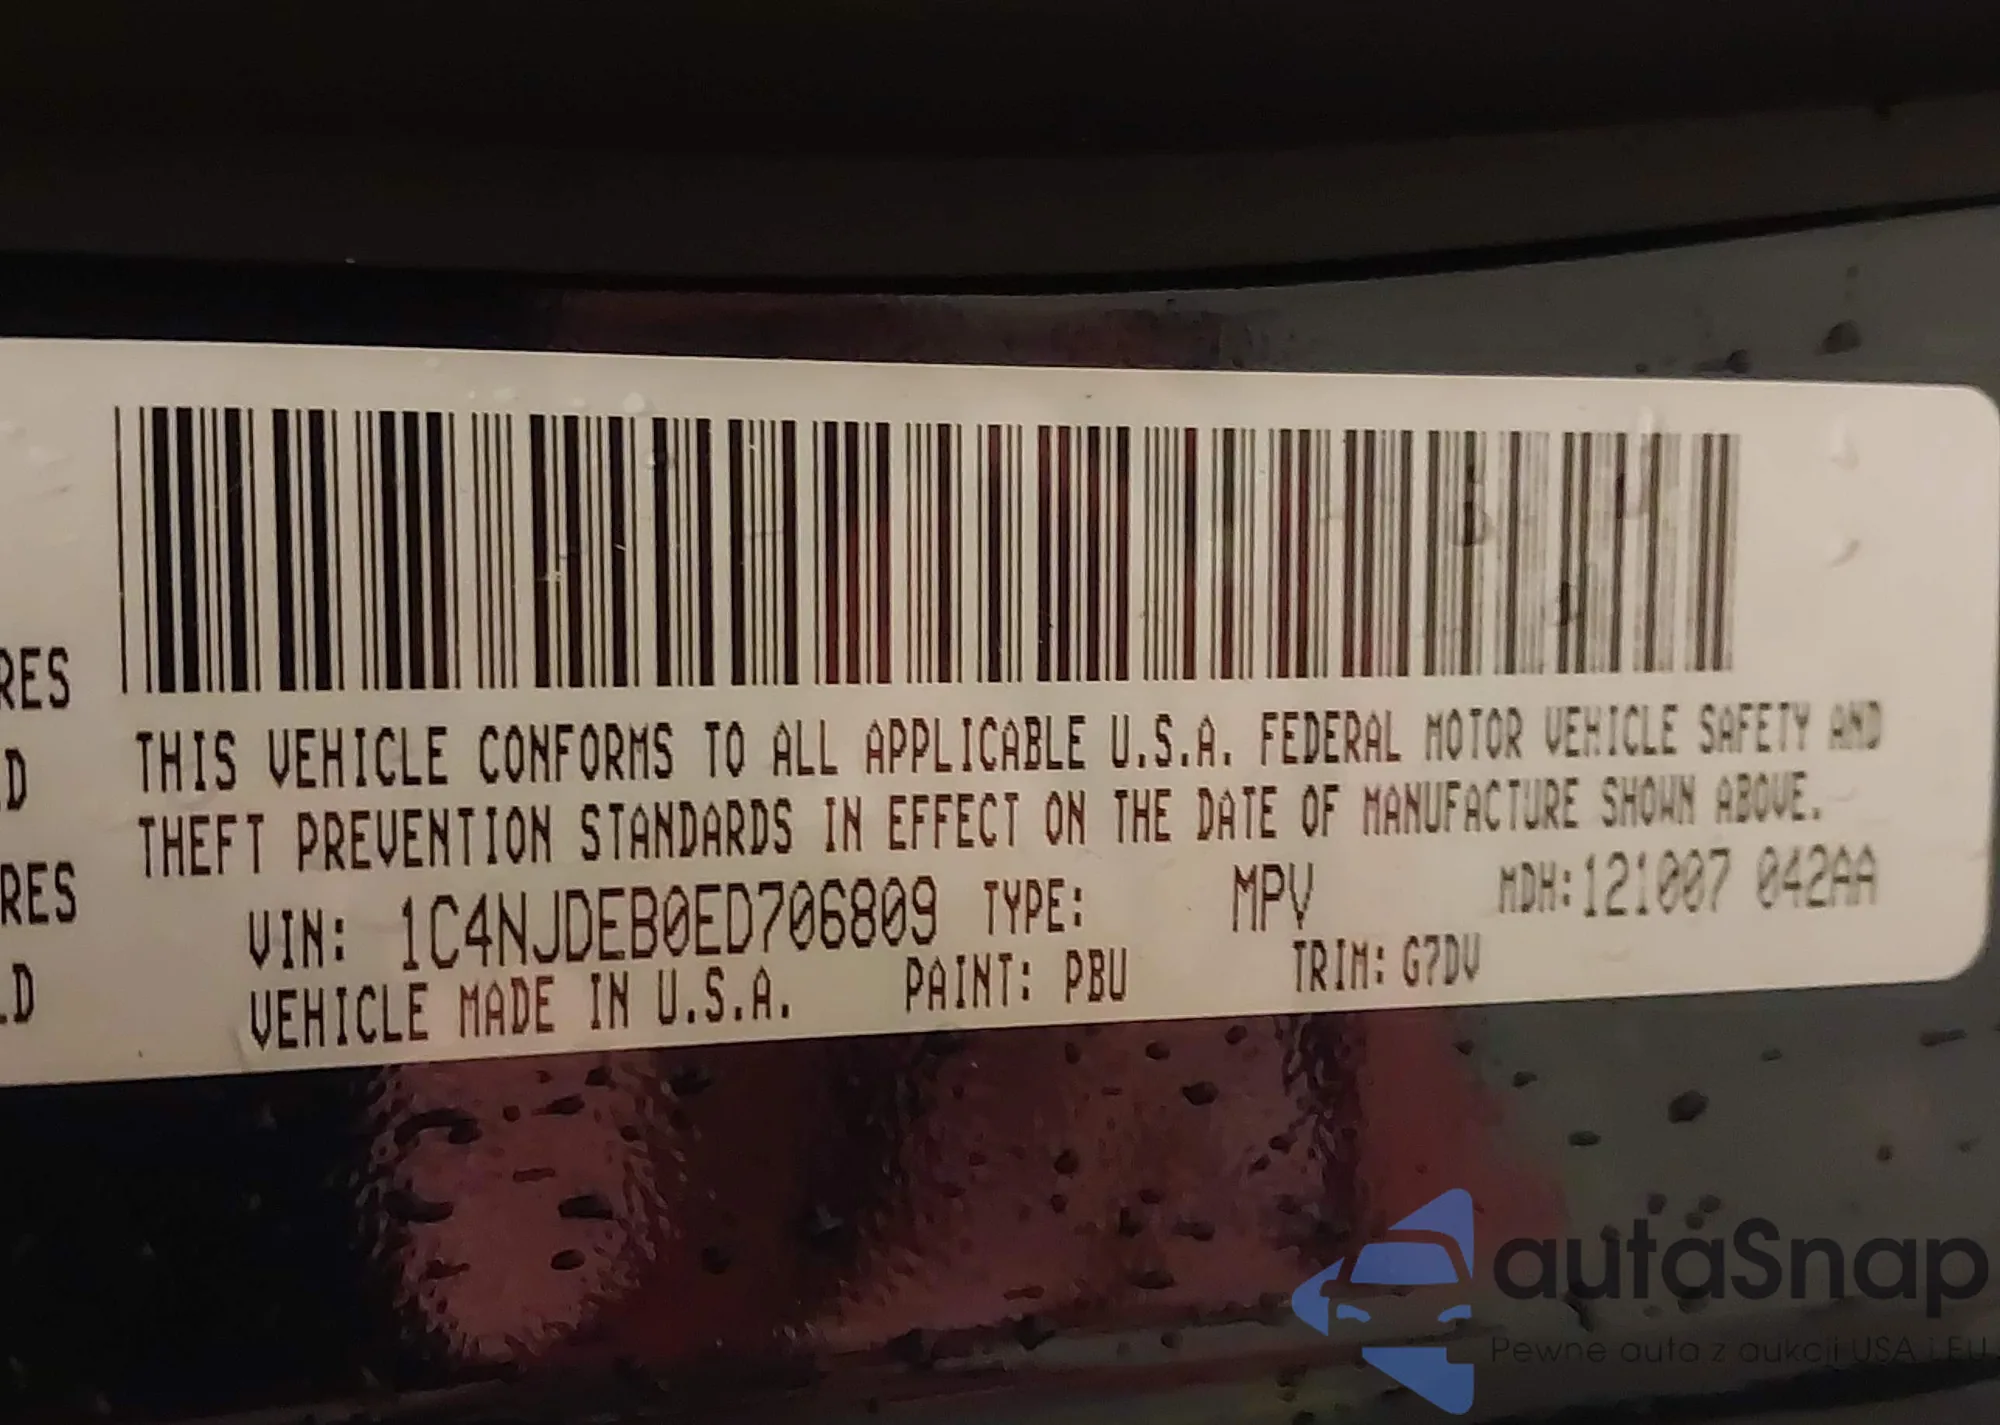 RES
LD
RES
LD
THIS VEHICLE CONFORMS TO ALL APPLICABLE U.S.A. FEDERAL MOTOR VEHICLE SAFETY AND
THEFT PREVENTION STANDARDS IN EFFECT ON THE DATE OF MANUFACTURE SHOWN ABOVE.
VIN: 1C4NJDEB0ED706809 TYPE: MPV MDH:121007 042AA
VEHICLE MADE IN U.S.A. PAINT: PBU TRIM: G7DV
autaSnap
Pewne auta z aukcji USA i EU